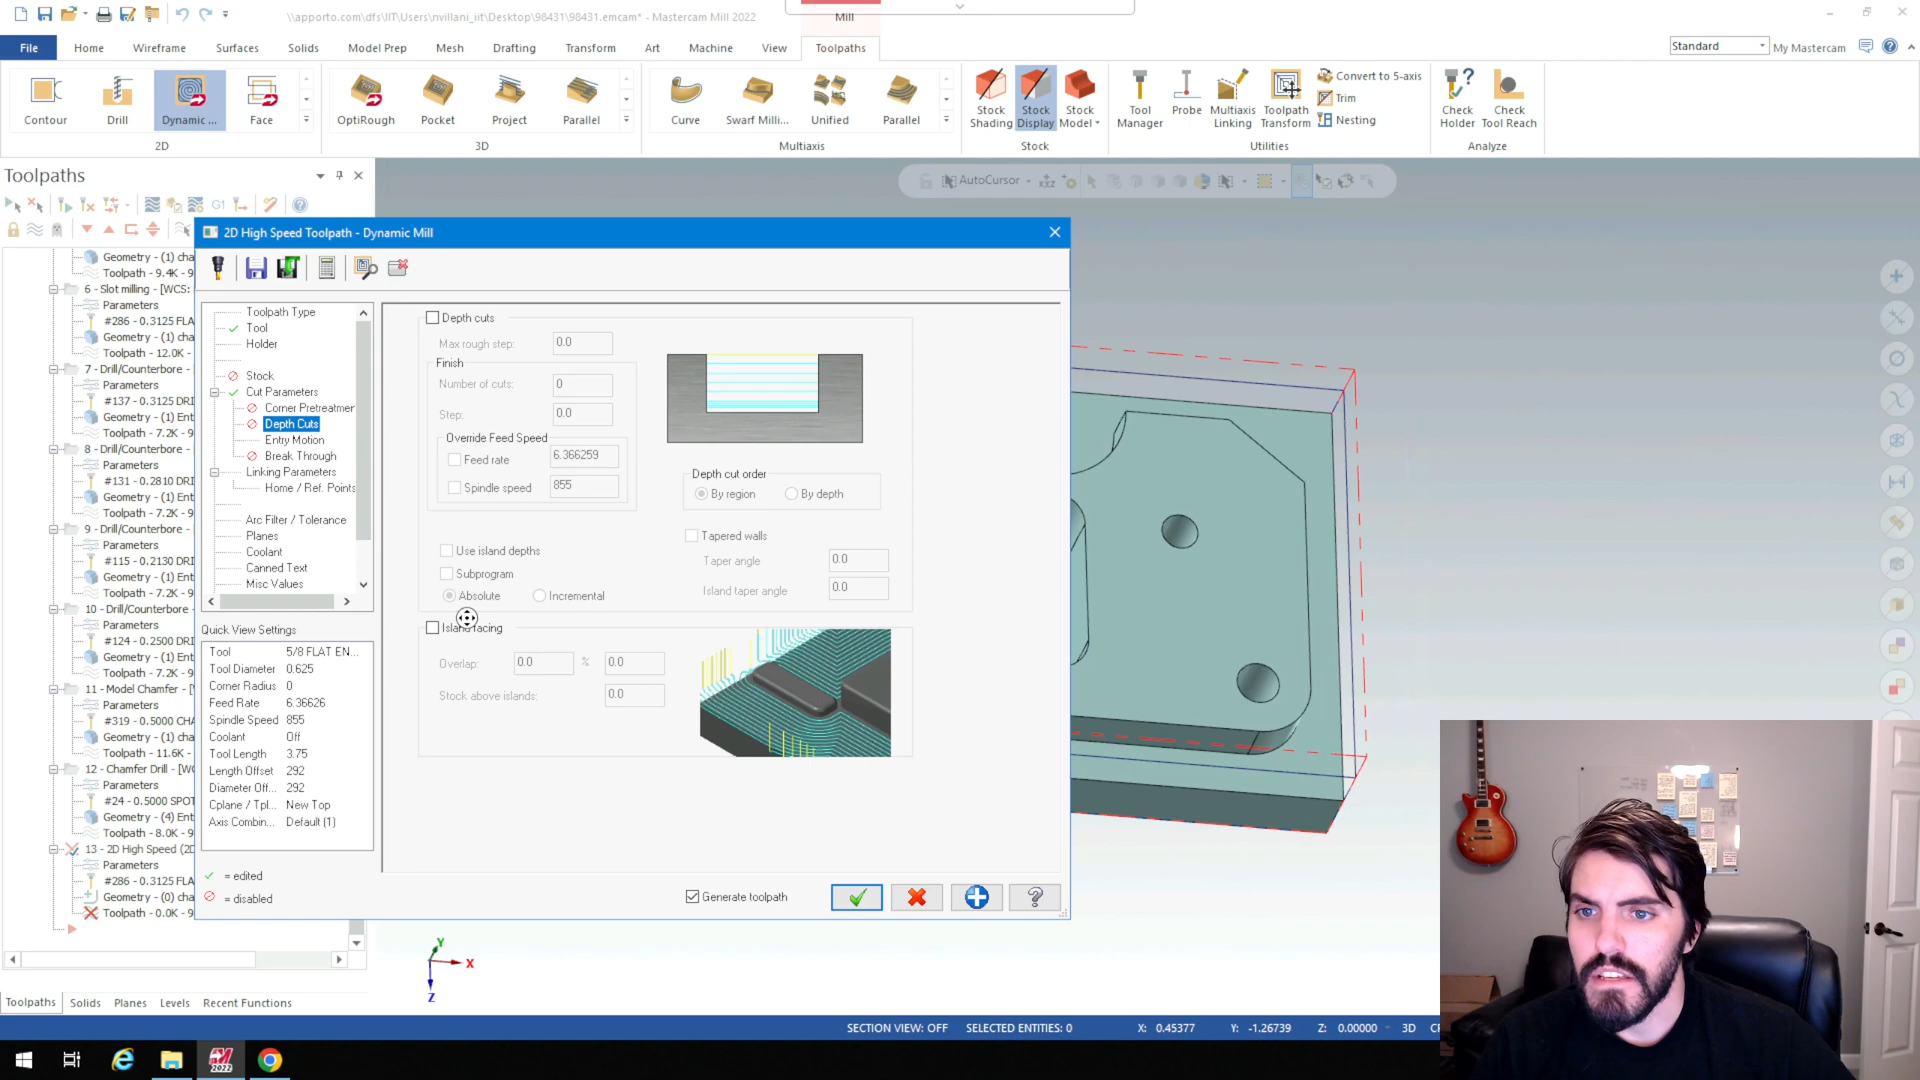 \\apporto.com\dfs\IIT\Users\nvillani_iit\Desktop\98431\98431.emcam* - Mastercam Mill 2022
Mill
File
Home
Wireframe
Surfaces
Solids
Model Prep
Mesh
Drafting
Transform
Art
Machine
View
Toolpaths
Standard
My Mastercam
Contour
Drill
Dynamic ...
Face
OptiRough
Pocket
Project
Parallel
Curve
Swarf Milli...
Unified
Parallel
Stock Shading
Stock Display
Stock Model
Tool Manager
Probe
Multiaxis Linking
Toolpath Transform
Convert to 5-axis
Trim
Nesting
Check Holder
Check Tool Reach
2D
3D
Multiaxis
Stock
Utilities
Analyze
Toolpaths
AutoCursor
G1
Geometry - (1) cha
Toolpath - 9.4K - 9
6 - Slot milling - [WCS:
Parameters
#286 - 0.3125 FLA
Geometry - (1) cha
Toolpath - 12.0K -
7 - Drill/Counterbore -
Parameters
#137 - 0.3125 DRI
Geometry - (1) Ent
Toolpath - 7.2K - 9
8 - Drill/Counterbore -
Parameters
#131 - 0.2810 DRI
Geometry - (1) Ent
Toolpath - 7.2K - 9
9 - Drill/Counterbore -
Parameters
#115 - 0.2130 DRI
Geometry - (1) Ent
Toolpath - 7.2K - 9
10 - Drill/Counterbore
Parameters
#124 - 0.2500 DRI
Geometry - (1) Ent
Toolpath - 7.2K - 9
11 - Model Chamfer - [
Parameters
#319 - 0.5000 CHA
Geometry - (1) cha
Toolpath - 11.6K -
12 - Chamfer Drill - [WC
Parameters
#24 - 0.5000 SPOT
Geometry - (4) Ent
Toolpath - 8.0K - 9
13 - 2D High Speed (2D
Parameters
#286 - 0.3125 FLA
Geometry - (0) cha
Toolpath - 0.0K - 9
2D High Speed Toolpath - Dynamic Mill
Toolpath Type
Tool
Holder
Stock
Cut Parameters
Corner Pretreatmer
Depth Cuts
Entry Motion
Break Through
Linking Parameters
Home / Ref. Points
Arc Filter / Tolerance
Planes
Coolant
Canned Text
Misc Values
Quick View Settings
Tool 5/8 FLAT EN...
Tool Diameter 0.625
Corner Radius 0
Feed Rate 6.36626
Spindle Speed 855
Coolant Off
Tool Length 3.75
Length Offset 292
Diameter Off... 292
Cplane / Tpl... New Top
Axis Combin... Default (1)
= edited
= disabled
Depth cuts
Max rough step: 0.0
Finish
Number of cuts: 0
Step: 0.0
Override Feed Speed
Feed rate 6.366259
Spindle speed 855
Depth cut order
By region
By depth
Tapered walls
Taper angle 0.0
Island taper angle 0.0
Use island depths
Subprogram
Absolute
Incremental
Island facing
Overlap: 0.0 % 0.0
Stock above islands: 0.0
Generate toolpath
?
Y
X
Z
Toolpaths
Solids
Planes
Levels
Recent Functions
SECTION VIEW: OFF
SELECTED ENTITIES: 0
X: 0.45377
Y: -1.26739
Z: 0.00000
3D
2022